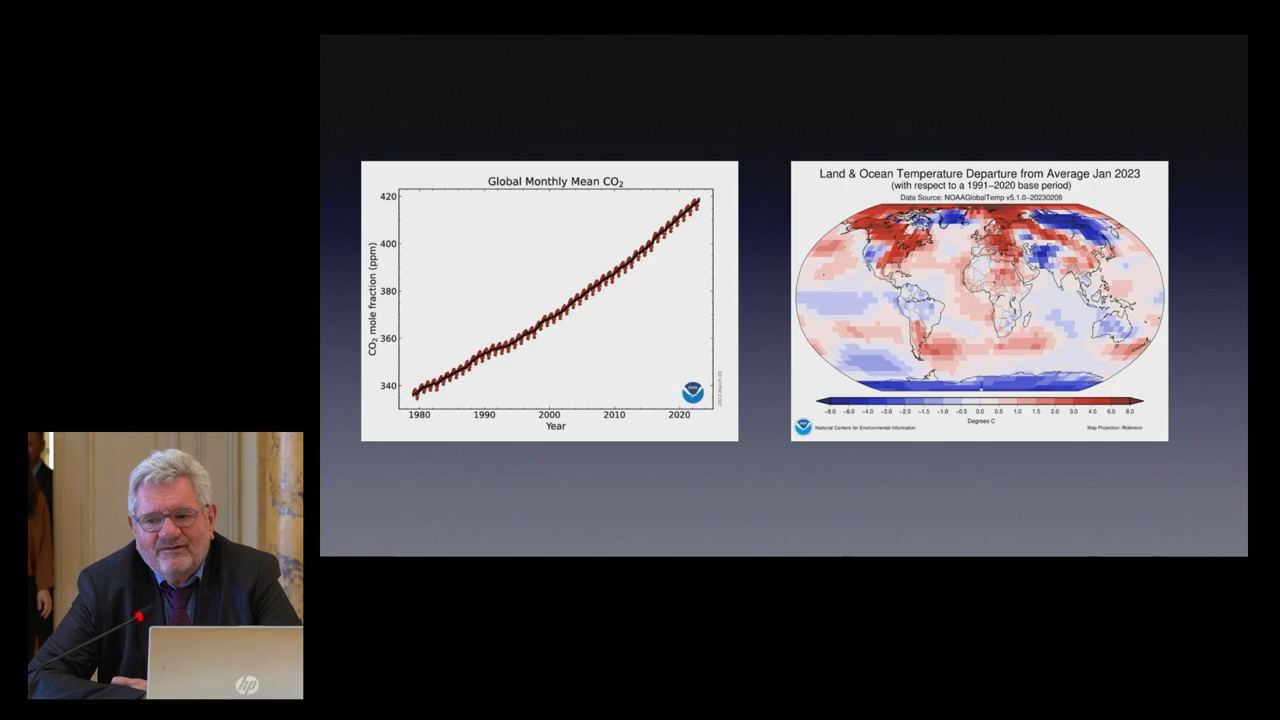 Global Monthly Mean CO₂
CO₂ mole fraction (ppm)
420
400
380
360
340
1980 1990 2000 2010 2020
Year
NOAA
2023-March-05
Land & Ocean Temperature Departure from Average Jan 2023
(with respect to a 1991–2020 base period)
Data Source: NOAAGlobalTemp v5.1.0–20230208
-8.0 -6.0 -4.0 -3.0 -2.0 -1.5 -1.0 -0.5 0.0 0.5 1.0 1.5 2.0 3.0 4.0 6.0 8.0
Degrees C
National Centers for Environmental Information
Map Projection: Robinson
hp